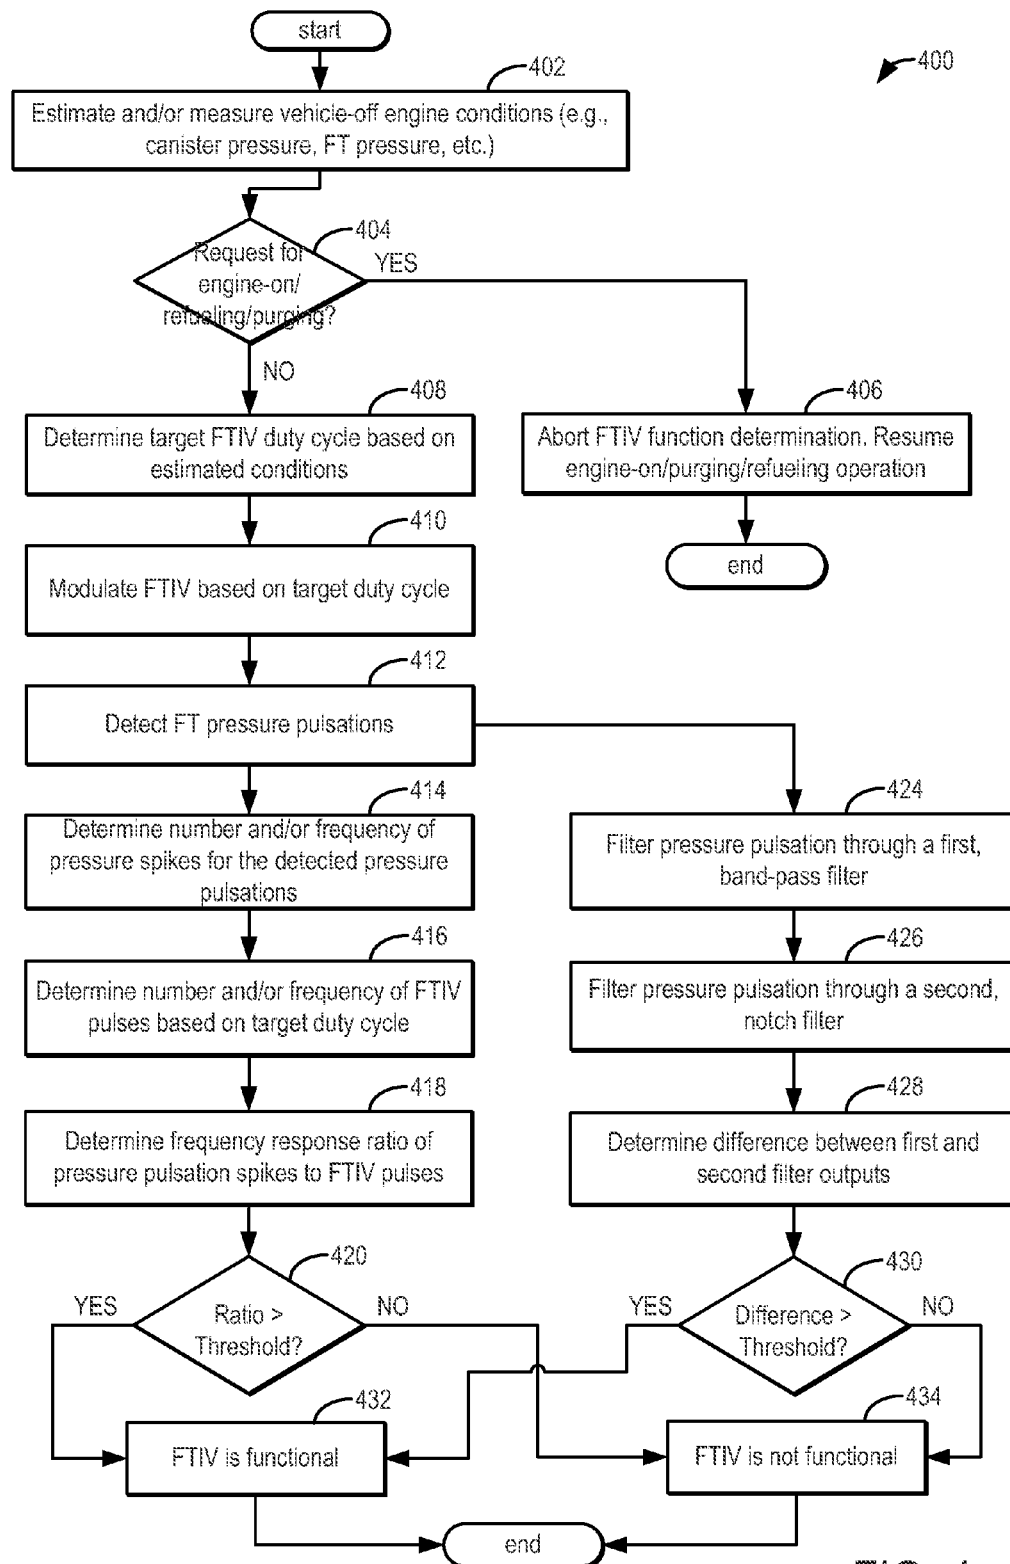 start
400
402
Estimate and/or measure vehicle-off engine conditions (e.g.,
canister pressure, FT pressure, etc.)
404
Request for
engine-on/
refueling/purging?
YES
NO
408
Determine target FTIV duty cycle based on
estimated conditions
406
Abort FTIV function determination. Resume
engine-on/purging/refueling operation
end
410
Modulate FTIV based on target duty cycle
412
Detect FT pressure pulsations
414
Determine number and/or frequency of
pressure spikes for the detected pressure
pulsations
424
Filter pressure pulsation through a first,
band-pass filter
416
Determine number and/or frequency of FTIV
pulses based on target duty cycle
426
Filter pressure pulsation through a second,
notch filter
418
Determine frequency response ratio of
pressure pulsation spikes to FTIV pulses
428
Determine difference between first and
second filter outputs
420
Ratio >
Threshold?
YES
NO
430
Difference >
Threshold?
YES
NO
432
FTIV is functional
434
FTIV is not functional
end